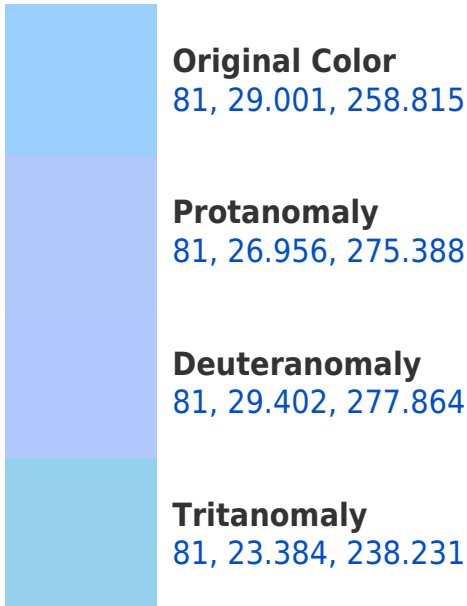 Original Color
81, 29.001, 258.815
Protanomaly
81, 26.956, 275.388
Deuteranomaly
81, 29.402, 277.864
Tritanomaly
81, 23.384, 238.231